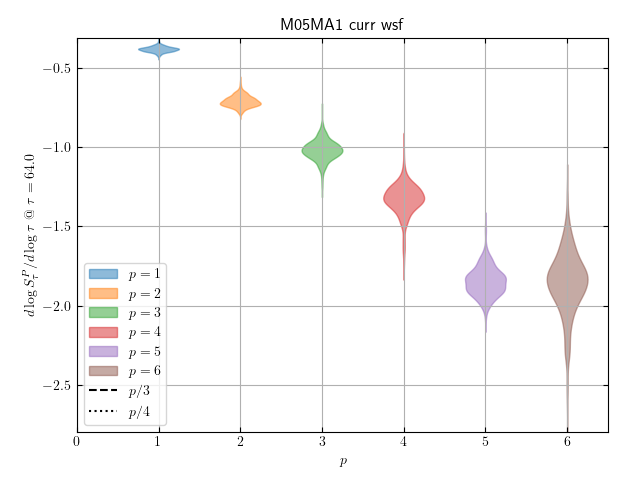 M05MA1 curr wsf
d log S_τ^P / d log τ @ τ = 64.0
−0.5
−1.0
−1.5
−2.0
−2.5
p = 1
p = 2
p = 3
p = 4
p = 5
p = 6
p/3
p/4
0 1 2 3 4 5 6
p